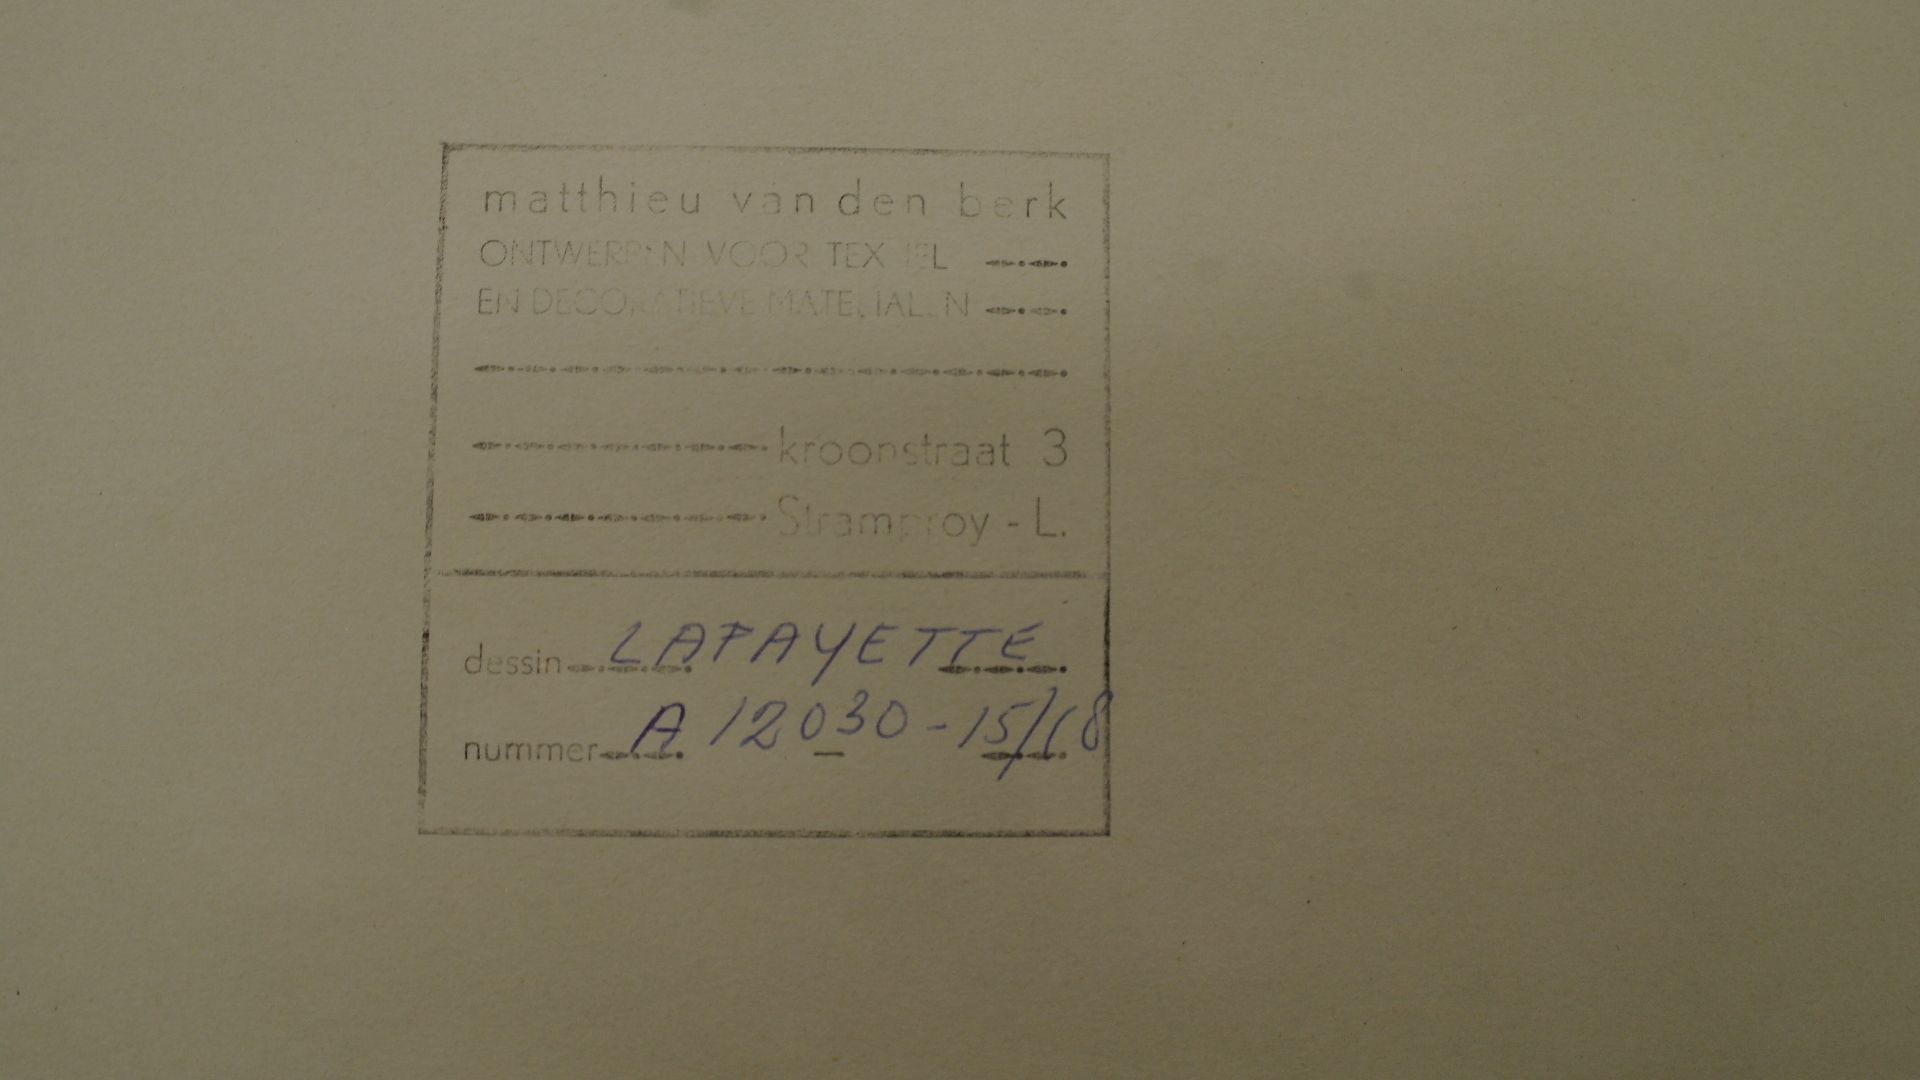 matthieu van den berk
ONTWERPEN VOOR TEXTIEL
EN DECORATIEVE MATERIALEN
kroonstraat 3
Stramproy - L.
dessin LAFAYETTE
nummer A 12030-15/18